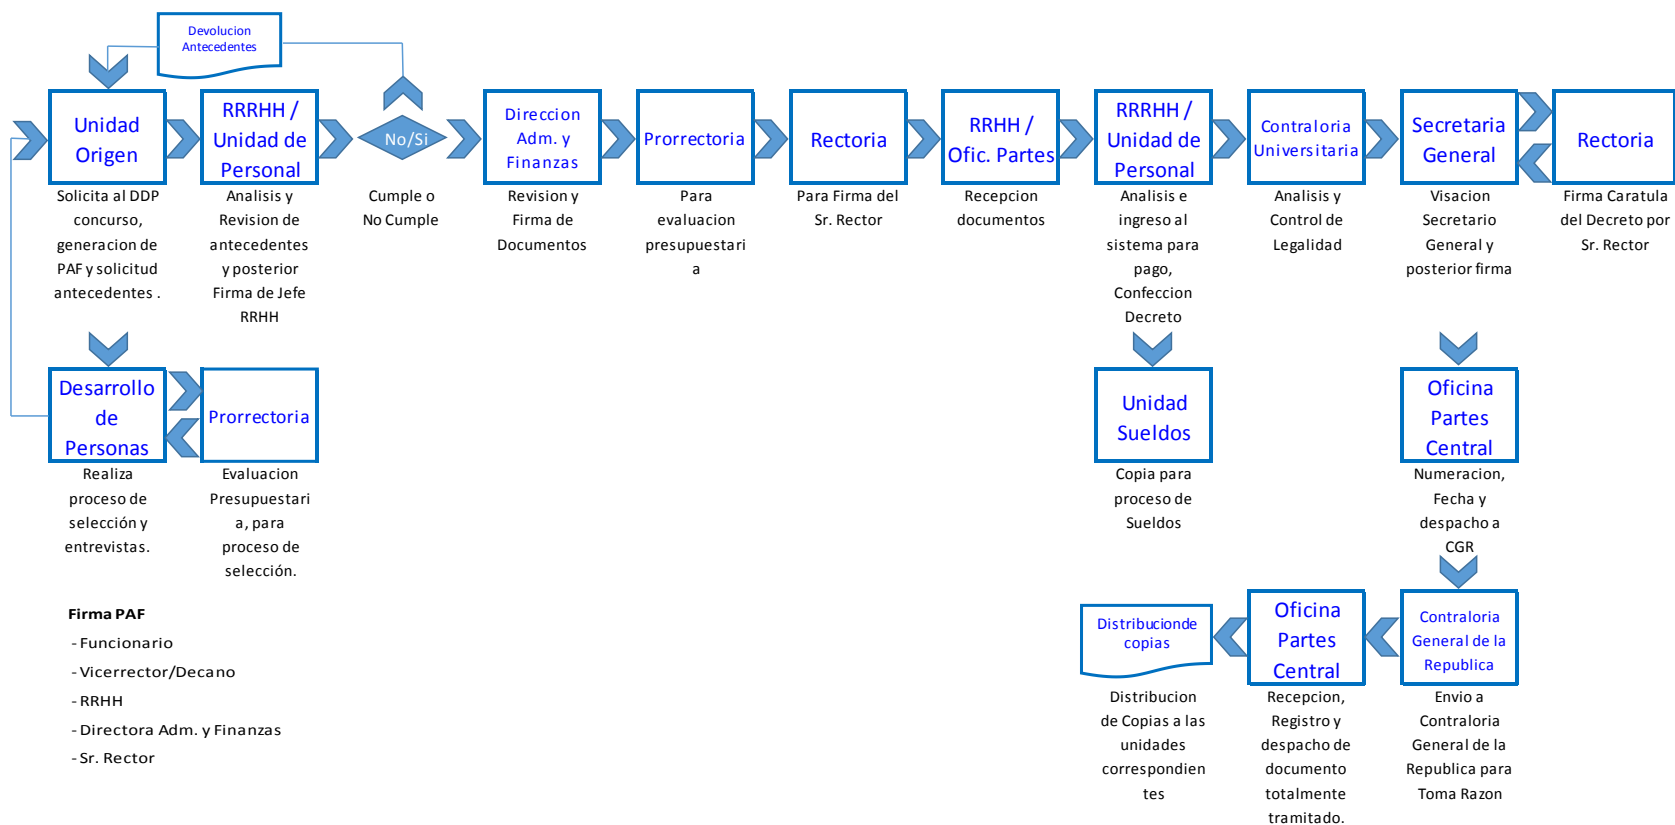 Devolucion
Antecedentes
Unidad
Origen
Solicita al DDP
concurso,
generacion de
PAF y solicitud
antecedentes .
RRRHH /
Unidad de
Personal
Analisis y
Revision de
antecedentes
y posterior
Firma de Jefe
RRHH
No/Si
Cumple o
No Cumple
Direccion
Adm. y
Finanzas
Revision y
Firma de
Documentos
Prorrectoria
Para
evaluacion
presupuestari
a
Rectoria
Para Firma del
Sr. Rector
RRHH /
Ofic. Partes
Recepcion
documentos
RRRHH /
Unidad de
Personal
Analisis e
ingreso al
sistema para
pago,
Confeccion
Decreto
Contraloria
Universitaria
Analisis y
Control de
Legalidad
Secretaria
General
Visacion
Secretario
General y
posterior firma
Rectoria
Firma Caratula
del Decreto por
Sr. Rector
Desarrollo
de
Personas
Realiza
proceso de
selección y
entrevistas.
Prorrectoria
Evaluacion
Presupuestari
a, para
proceso de
selección.
Unidad
Sueldos
Copia para
proceso de
Sueldos
Oficina
Partes
Central
Numeracion,
Fecha y
despacho a
CGR
Firma PAF
- Funcionario
- Vicerrector/Decano
- RRHH
- Directora Adm. y Finanzas
- Sr. Rector
Distribucionde
copias
Distribucion
de Copias a las
unidades
correspondien
tes
Oficina
Partes
Central
Recepcion,
Registro y
despacho de
documento
totalmente
tramitado.
Contraloria
General de la
Republica
Envio a
Contraloria
General de la
Republica para
Toma Razon